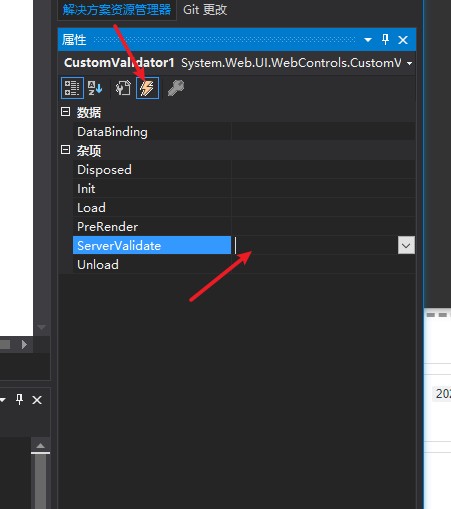 解决方案资源管理器 Git 更改
属性
CustomValidator1 System.Web.UI.WebControls.CustomV
数据
DataBinding
杂项
Disposed
Init
Load
PreRender
ServerValidate
Unload
202